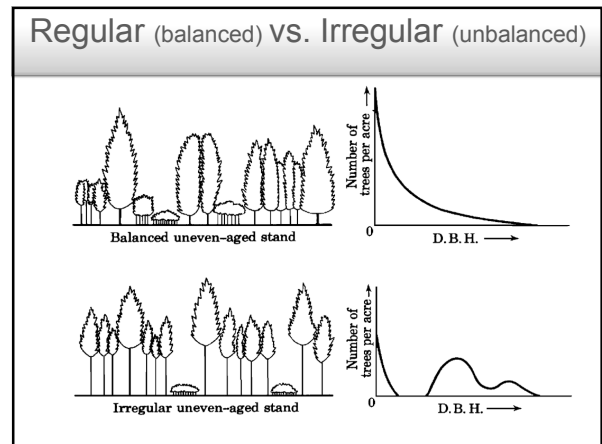 Regular (balanced) vs. Irregular (unbalanced)
Number of
trees per acre
0
D. B. H.
Balanced uneven-aged stand
Number of
trees per acre
0
D. B. H.
Irregular uneven-aged stand